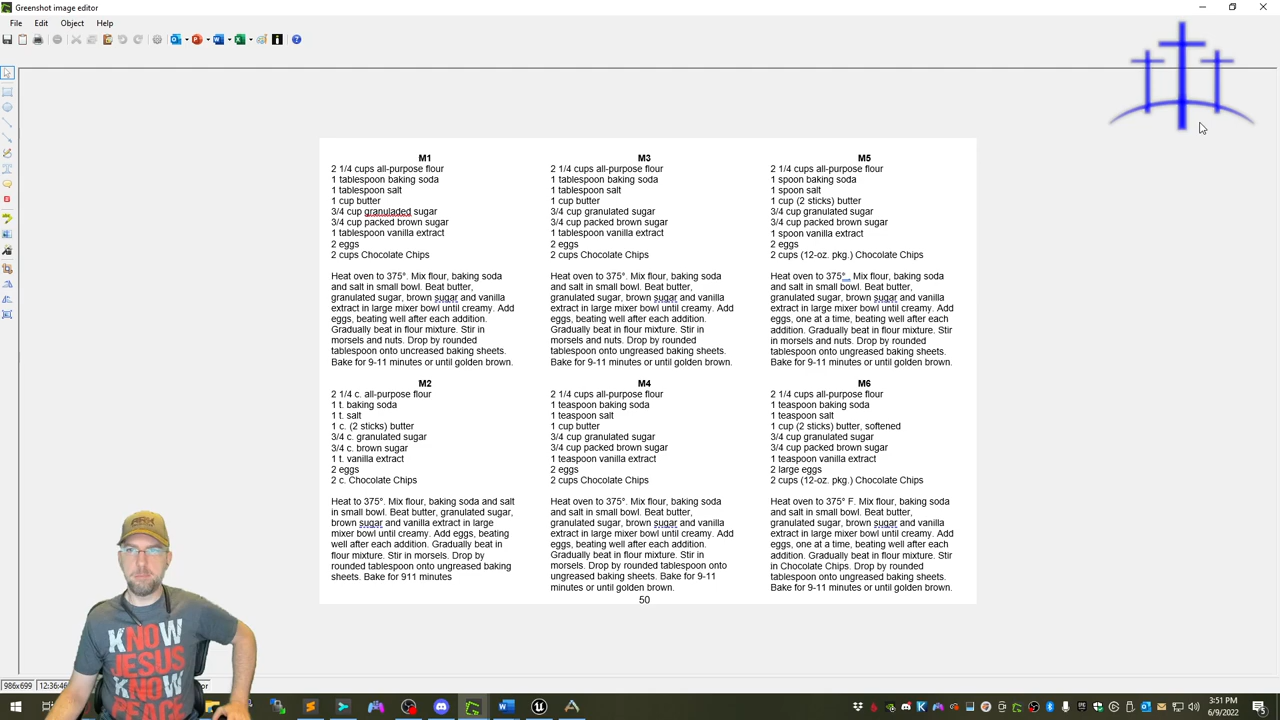 Greenshot image editor
File Edit Object Help
M1
2 1/4 cups all-purpose flour
1 tablespoon baking soda
1 tablespoon salt
1 cup butter
3/4 cup granuladed sugar
3/4 cup packed brown sugar
1 tablespoon vanilla extract
2 eggs
2 cups Chocolate Chips
Heat oven to 375°. Mix flour, baking soda
and salt in small bowl. Beat butter,
granulated sugar, brown sugar and vanilla
extract in large mixer bowl until creamy. Add
eggs, beating well after each addition.
Gradually beat in flour mixture. Stir in
morsels and nuts. Drop by rounded
tablespoon onto uncreased baking sheets.
Bake for 9-11 minutes or until golden brown.
M3
2 1/4 cups all-purpose flour
1 tablespoon baking soda
1 tablespoon salt
1 cup butter
3/4 cup granulated sugar
3/4 cup packed brown sugar
1 tablespoon vanilla extract
2 eggs
2 cups Chocolate Chips
Heat oven to 375°. Mix flour, baking soda
and salt in small bowl. Beat butter,
granulated sugar, brown sugar and vanilla
extract in large mixer bowl until creamy. Add
eggs, beating well after each addition.
Gradually beat in flour mixture. Stir in
morsels and nuts. Drop by rounded
tablespoon onto ungreased baking sheets.
Bake for 9-11 minutes or until golden brown.
M5
2 1/4 cups all-purpose flour
1 spoon baking soda
1 spoon salt
1 cup (2 sticks) butter
3/4 cup granulated sugar
3/4 cup packed brown sugar
1 spoon vanilla extract
2 eggs
2 cups (12-oz. pkg.) Chocolate Chips
Heat oven to 375°. Mix flour, baking soda
and salt in small bowl. Beat butter,
granulated sugar, brown sugar and vanilla
extract in large mixer bowl until creamy. Add
eggs, one at a time, beating well after each
addition. Gradually beat in flour mixture. Stir
in morsels and nuts. Drop by rounded
tablespoon onto ungreased baking sheets.
Bake for 9-11 minutes or until golden brown.
M2
2 1/4 c. all-purpose flour
1 t. baking soda
1 t. salt
1 c. (2 sticks) butter
3/4 c. granulated sugar
3/4 c. brown sugar
1 t. vanilla extract
2 eggs
2 c. Chocolate Chips
Heat to 375°. Mix flour, baking soda and salt
in small bowl. Beat butter, granulated sugar,
brown sugar and vanilla extract in large
mixer bowl until creamy. Add eggs, beating
well after each addition. Gradually beat in
flour mixture. Stir in morsels. Drop by
rounded tablespoon onto ungreased baking
sheets. Bake for 911 minutes
M4
2 1/4 cups all-purpose flour
1 teaspoon baking soda
1 teaspoon salt
1 cup butter
3/4 cup granulated sugar
3/4 cup packed brown sugar
1 teaspoon vanilla extract
2 eggs
2 cups Chocolate Chips
Heat oven to 375°. Mix flour, baking soda
and salt in small bowl. Beat butter,
granulated sugar, brown sugar and vanilla
extract in large mixer bowl until creamy. Add
eggs, beating well after each addition.
Gradually beat in flour mixture. Stir in
morsels. Drop by rounded tablespoon onto
ungreased baking sheets. Bake for 9-11
minutes or until golden brown.
M6
2 1/4 cups all-purpose flour
1 teaspoon baking soda
1 teaspoon salt
1 cup (2 sticks) butter, softened
3/4 cup granulated sugar
3/4 cup packed brown sugar
1 teaspoon vanilla extract
2 large eggs
2 cups (12-oz. pkg.) Chocolate Chips
Heat oven to 375° F. Mix flour, baking soda
and salt in small bowl. Beat butter,
granulated sugar, brown sugar and vanilla
extract in large mixer bowl until creamy. Add
eggs, one at a time, beating well after each
addition. Gradually beat in flour mixture. Stir
in Chocolate Chips. Drop by rounded
tablespoon onto ungreased baking sheets.
Bake for 9-11 minutes or until golden brown.
50
KNOW
JESUS
KNOW
PEACE
986x699 12:36:46
3:51 PM
6/9/2022